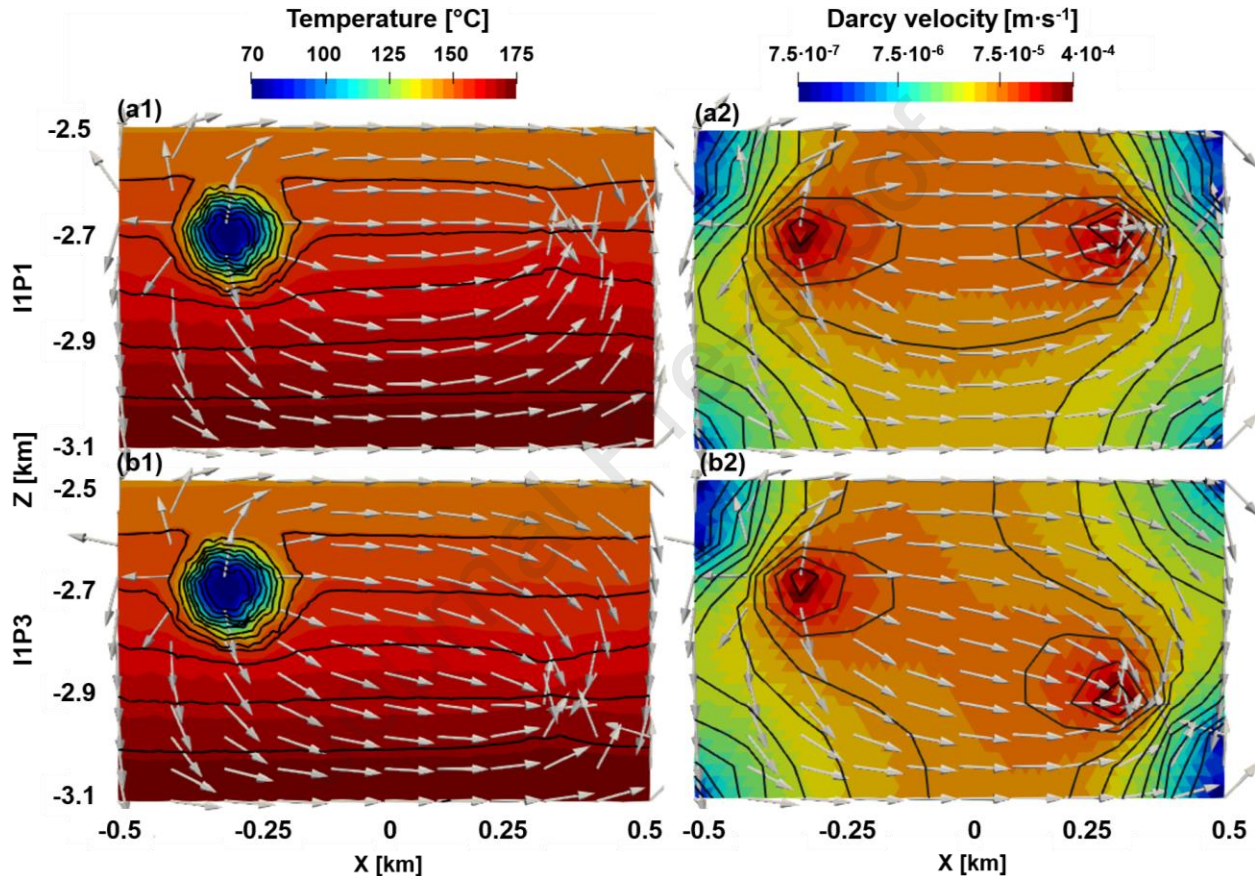 Temperature [°C]
70 100 125 150 175
Darcy velocity [m·s⁻¹]
7.5·10⁻⁷ 7.5·10⁻⁶ 7.5·10⁻⁵ 4·10⁻⁴
(a1)
(a2)
-2.5
-2.7
-2.9
-3.1
I1P1
Z [km]
(b1)
(b2)
-2.5
-2.7
-2.9
-3.1
I1P3
-0.5 -0.25 0 0.25 0.5
-0.5 -0.25 0 0.25 0.5
X [km]
X [km]